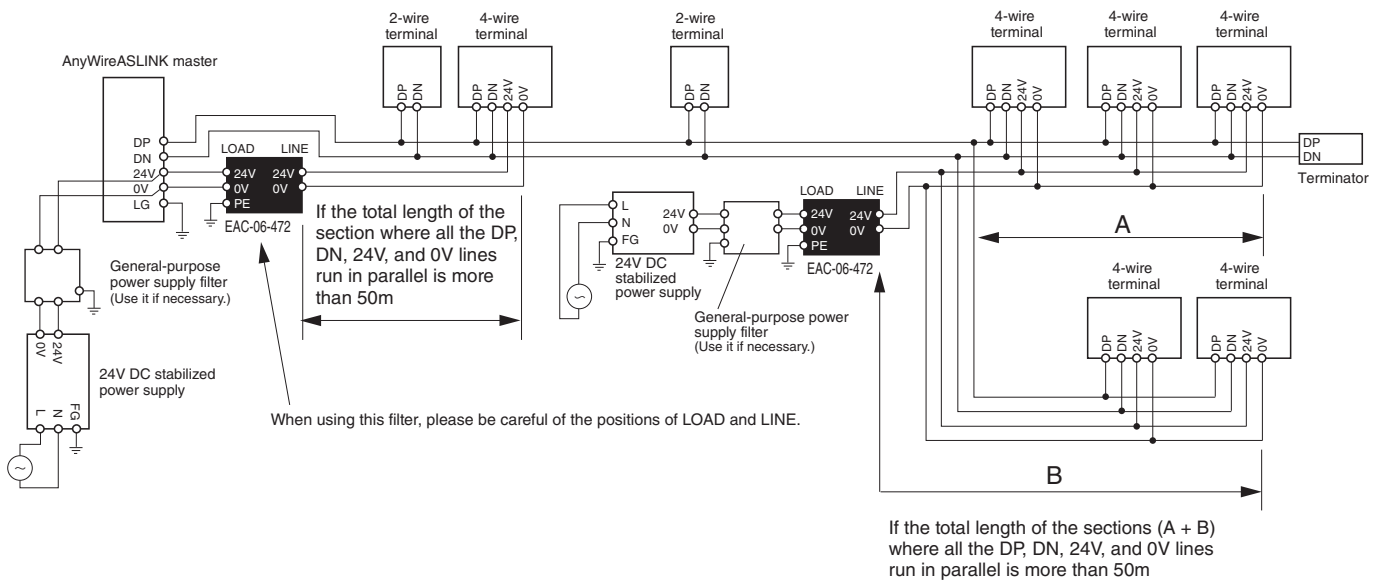 2-wire
terminal
4-wire
terminal
2-wire
terminal
4-wire
terminal
4-wire
terminal
4-wire
terminal
AnyWireASLINK master
DP
DN
DP
DN
24V
0V
DP
DN
DP
DN
24V
0V
DP
DN
24V
0V
DP
DN
24V
0V
DP
DN
24V
0V
LG
LOAD
LINE
24V
24V
0V
0V
PE
EAC-06-472
DP
DN
Terminator
If the total length of the
section where all the DP,
DN, 24V, and 0V lines
run in parallel is more
than 50m
L
N
FG
24V
0V
24V DC
stabilized
power supply
LOAD
LINE
24V
24V
0V
0V
PE
EAC-06-472
A
General-purpose
power supply filter
(Use it if necessary.)
General-purpose power
supply filter
(Use it if necessary.)
4-wire
terminal
4-wire
terminal
DP
DN
24V
0V
DP
DN
24V
0V
0V
24V
24V DC stabilized
power supply
L
N
FG
When using this filter, please be careful of the positions of LOAD and LINE.
B
If the total length of the sections (A + B)
where all the DP, DN, 24V, and 0V lines
run in parallel is more than 50m